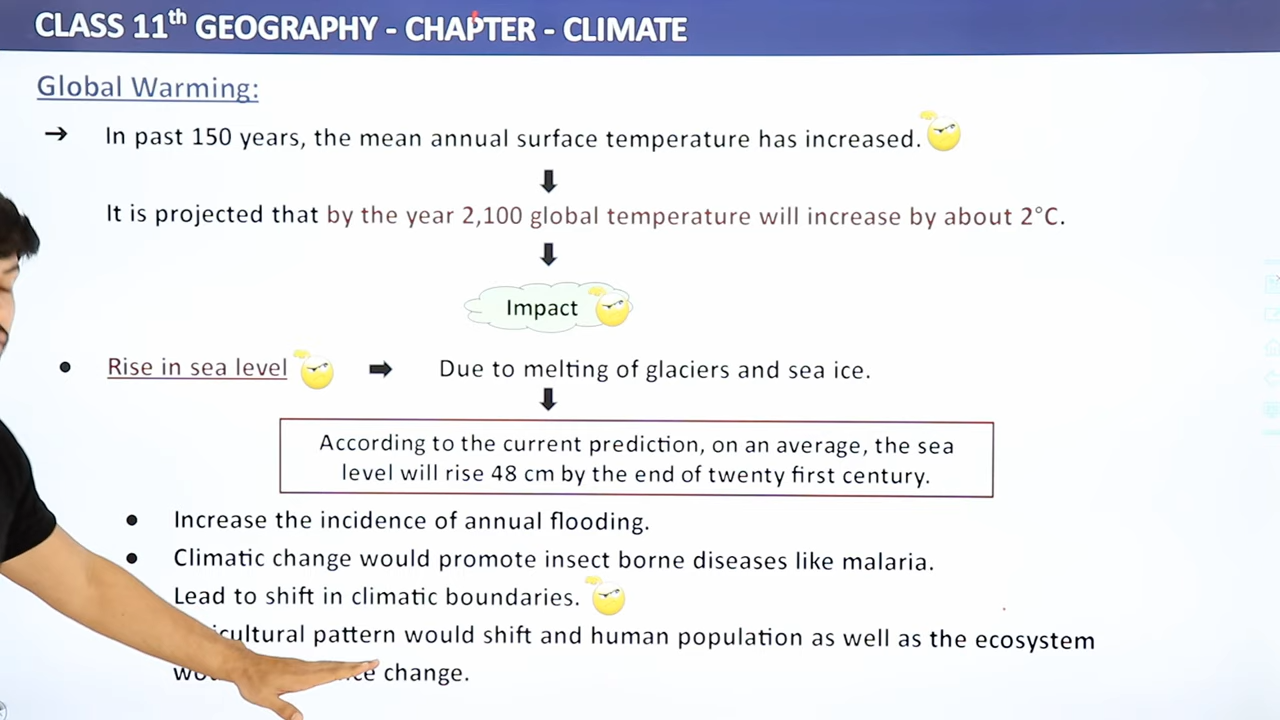 CLASS 11th GEOGRAPHY - CHAPTER - CLIMATE
Global Warming:
In past 150 years, the mean annual surface temperature has increased.
It is projected that by the year 2,100 global temperature will increase by about 2°C.
Impact
Rise in sea level Due to melting of glaciers and sea ice.
According to the current prediction, on an average, the sea
level will rise 48 cm by the end of twenty first century.
Increase the incidence of annual flooding.
Climatic change would promote insect borne diseases like malaria.
Lead to shift in climatic boundaries.
pattern would shift and human population as well as the ecosystem
change.